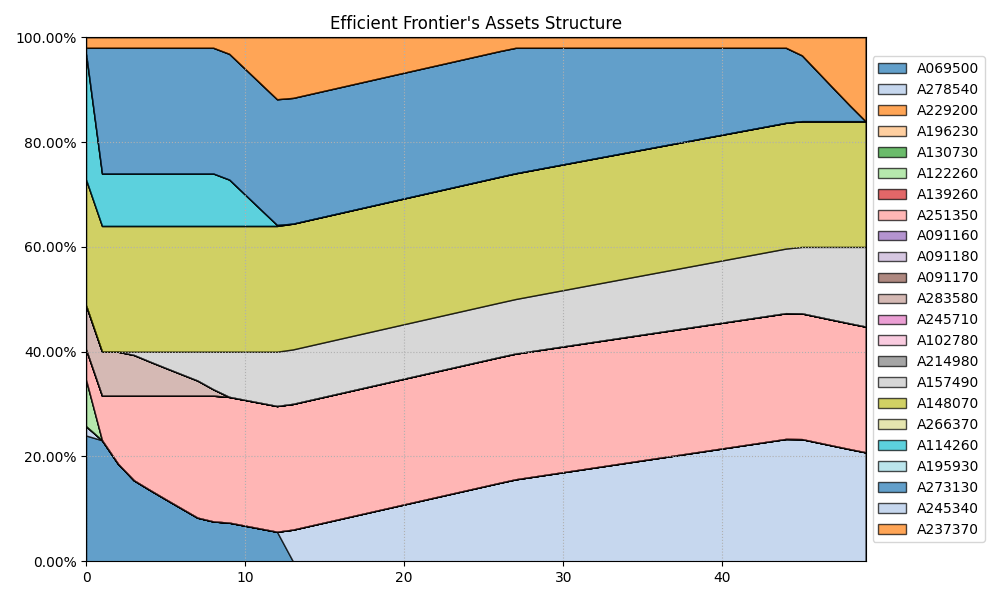 Efficient Frontier's Assets Structure
100.00%
80.00%
60.00%
40.00%
20.00%
0.00%
0
10
20
30
40
A069500
A278540
A229200
A196230
A130730
A122260
A139260
A251350
A091160
A091180
A091170
A283580
A245710
A102780
A214980
A157490
A148070
A266370
A114260
A195930
A273130
A245340
A237370